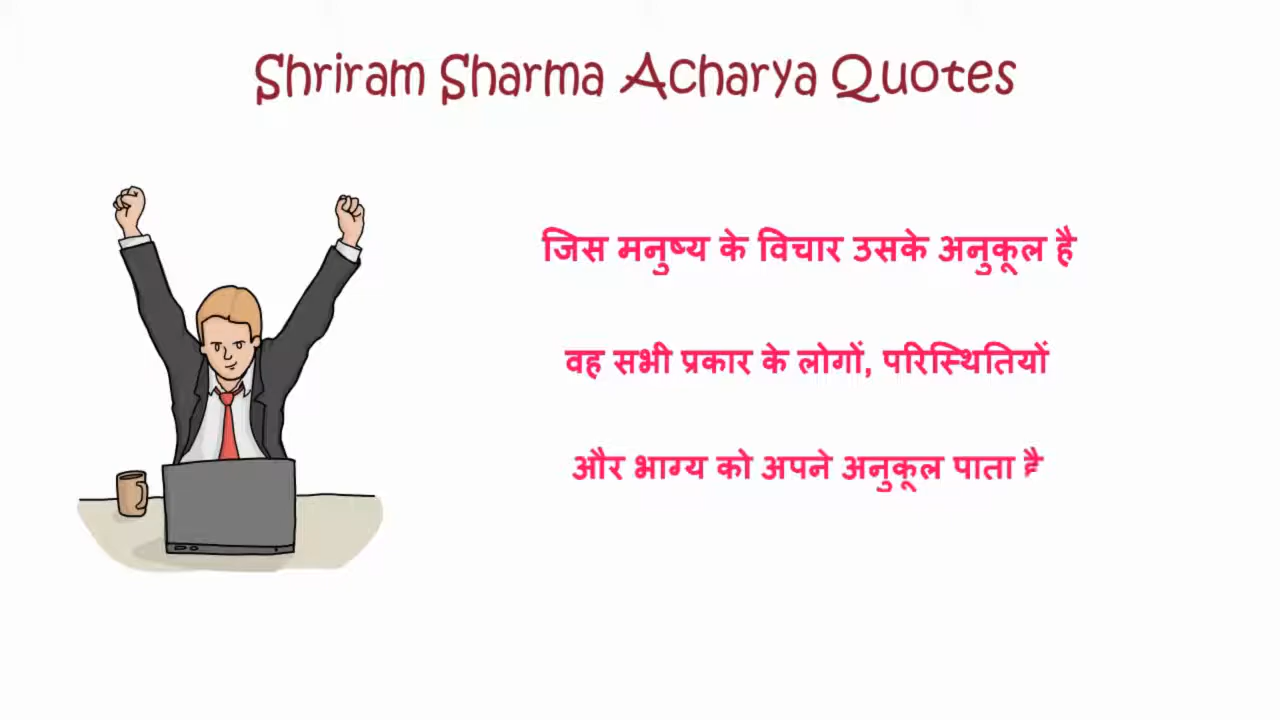 Shriram Sharma Acharya Quotes
जिस मनुष्य के विचार उसके अनुकूल है
वह सभी प्रकार के लोगों, परिस्थितियों
और भाग्य को अपने अनुकूल पाता